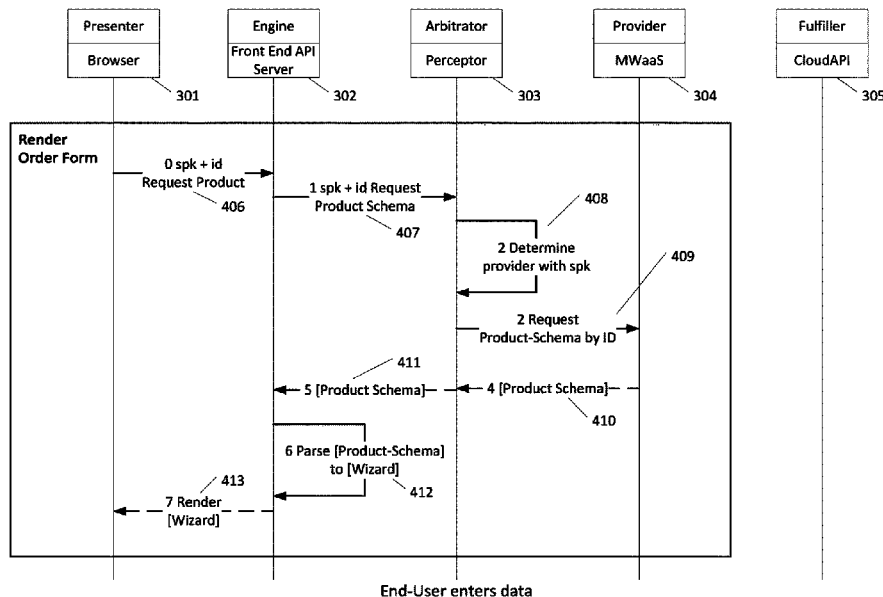 Presenter
Browser
301
Engine
Front End API
Server
302
Arbitrator
Perceptor
303
Provider
MWaaS
304
Fulfiller
CloudAPI
305
Render
Order Form
0 spk + id
Request Product
406
1 spk + id Request
Product Schema
407
408
2 Determine
provider with spk
409
2 Request
Product-Schema by ID
411
5 [Product Schema]
4 [Product Schema]
410
6 Parse [Product-Schema]
to [Wizard]
412
413
7 Render
[Wizard]
End-User enters data